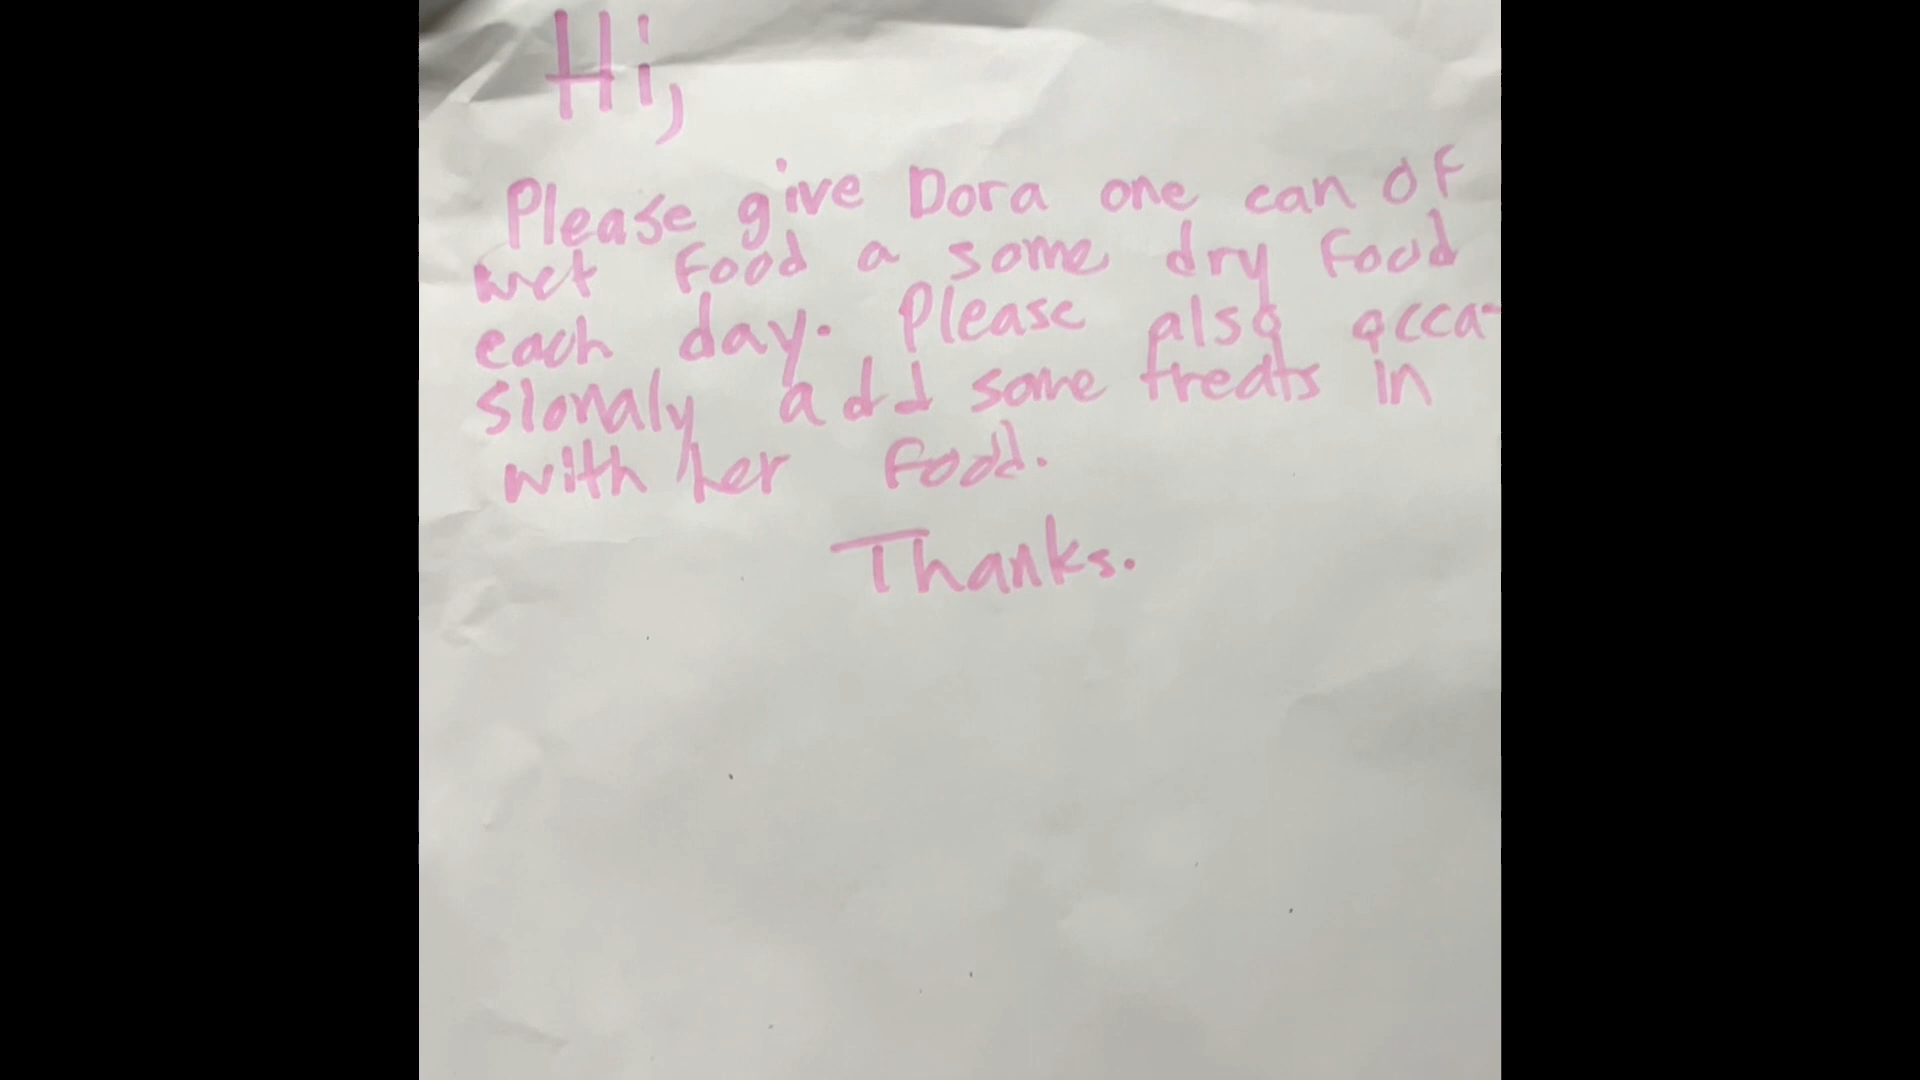 Hi,
Please give Dora one can of
wet food a some dry food
each day. Please also occa-
sionaly add some treats in
with her food.
Thanks.